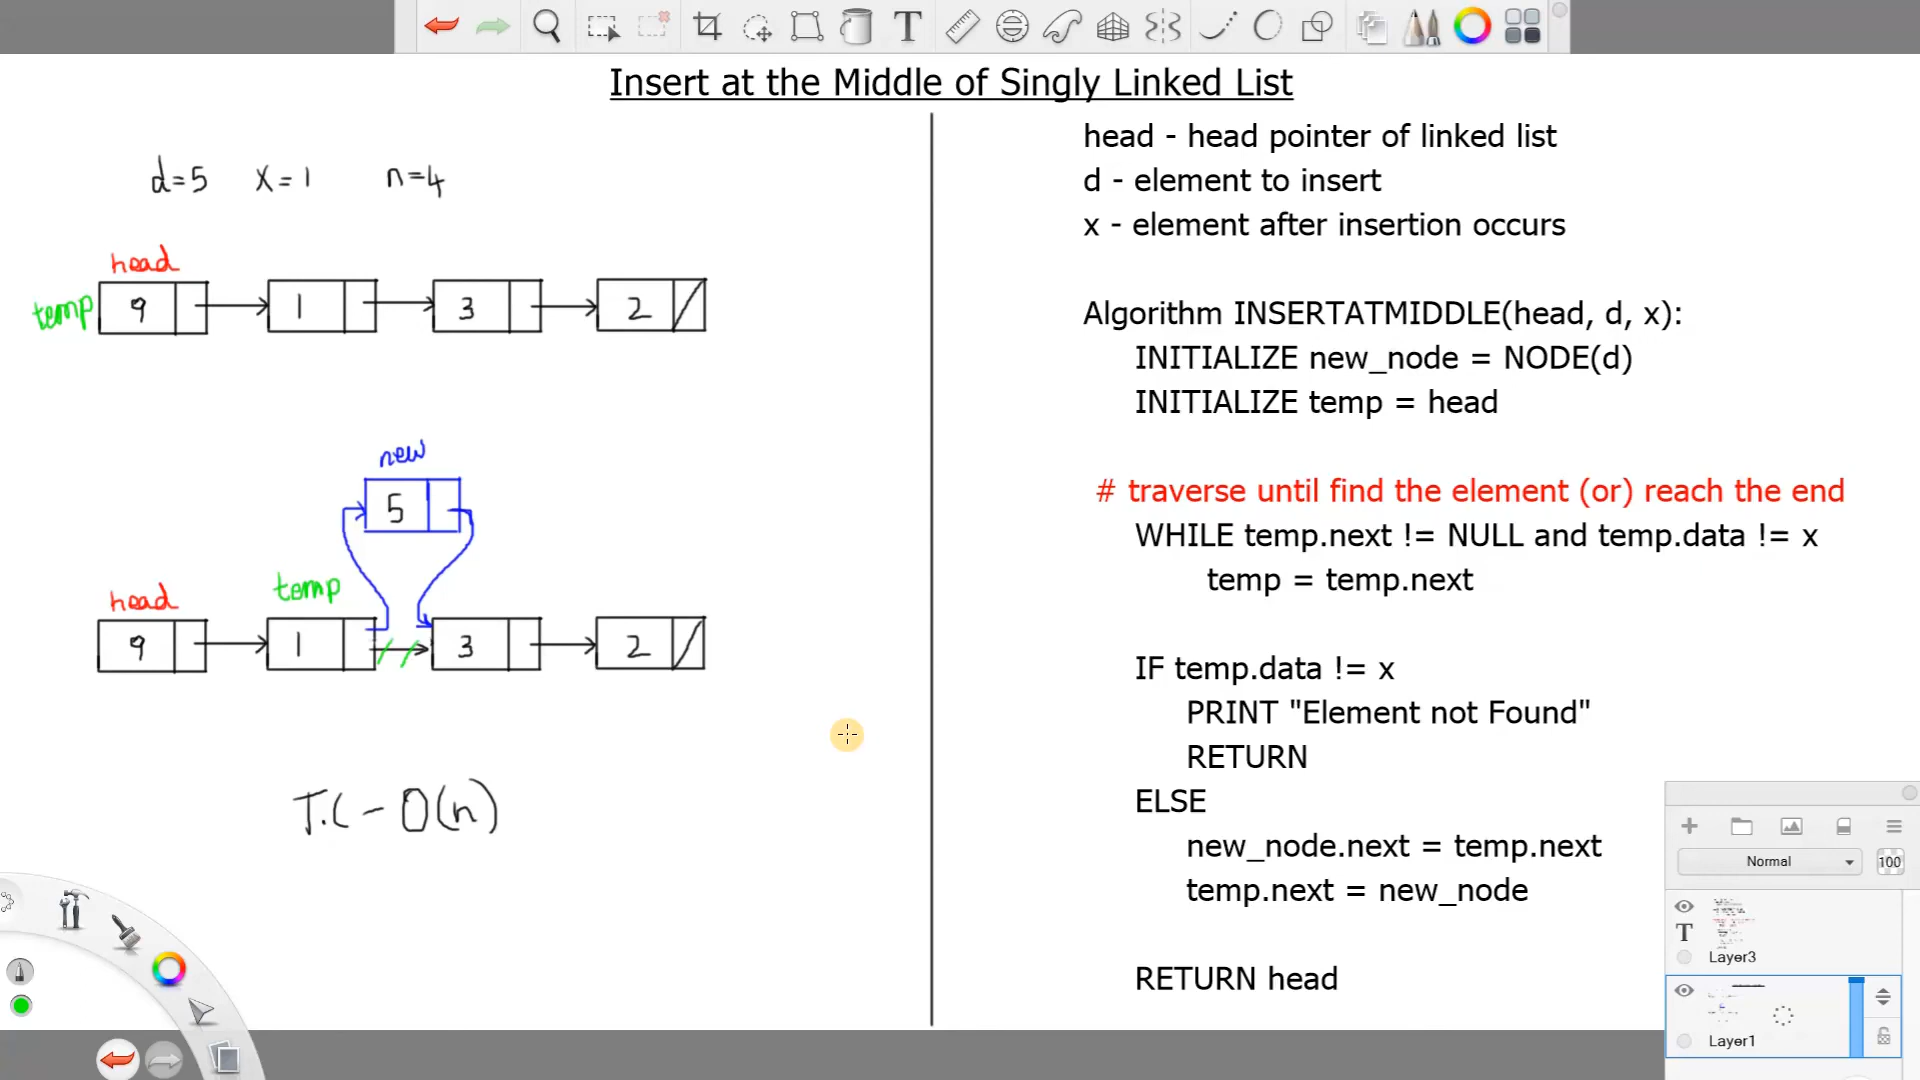 Insert at the Middle of Singly Linked List
d=5 x=1 n=4
head
temp 9 1 3 2
new
5
head temp
9 1 3 2
T.C - O(n)
head - head pointer of linked list
d - element to insert
x - element after insertion occurs
Algorithm INSERTATMIDDLE(head, d, x):
INITIALIZE new_node = NODE(d)
INITIALIZE temp = head
# traverse until find the element (or) reach the end
WHILE temp.next != NULL and temp.data != x
temp = temp.next
IF temp.data != x
PRINT "Element not Found"
RETURN
ELSE
new_node.next = temp.next
temp.next = new_node
RETURN head
Normal 100
T
Layer3
Layer1